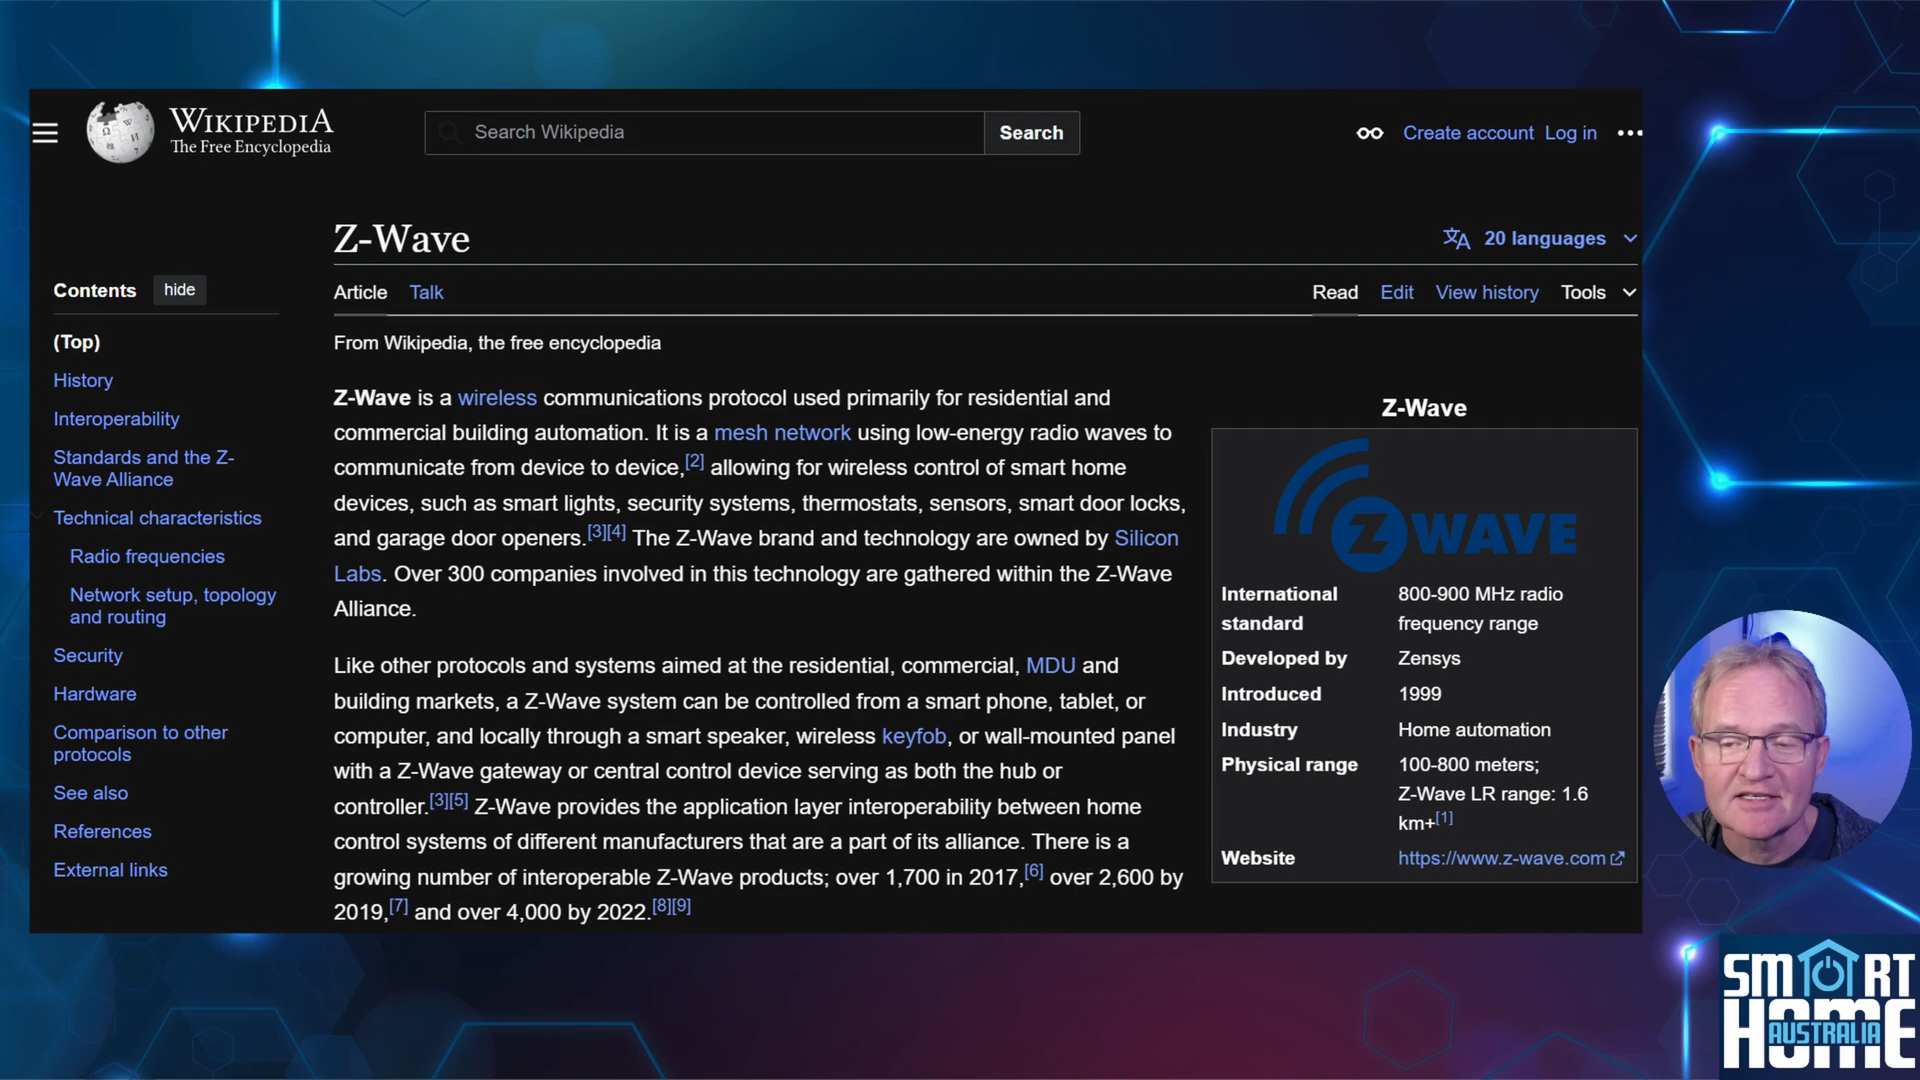 WIKIPEDIA
The Free Encyclopedia
Search Wikipedia
Search
Create account Log in
Z-Wave
20 languages
Contents hide
Article Talk
Read Edit View history Tools
(Top)
History
Interoperability
Standards and the Z-
Wave Alliance
Technical characteristics
Radio frequencies
Network setup, topology
and routing
Security
Hardware
Comparison to other
protocols
See also
References
External links
From Wikipedia, the free encyclopedia
Z-Wave is a wireless communications protocol used primarily for residential and
commercial building automation. It is a mesh network using low-energy radio waves to
communicate from device to device,[2] allowing for wireless control of smart home
devices, such as smart lights, security systems, thermostats, sensors, smart door locks,
and garage door openers.[3][4] The Z-Wave brand and technology are owned by Silicon
Labs. Over 300 companies involved in this technology are gathered within the Z-Wave
Alliance.
Like other protocols and systems aimed at the residential, commercial, MDU and
building markets, a Z-Wave system can be controlled from a smart phone, tablet, or
computer, and locally through a smart speaker, wireless keyfob, or wall-mounted panel
with a Z-Wave gateway or central control device serving as both the hub or
controller.[3][5] Z-Wave provides the application layer interoperability between home
control systems of different manufacturers that are a part of its alliance. There is a
growing number of interoperable Z-Wave products; over 1,700 in 2017,[6] over 2,600 by
2019,[7] and over 4,000 by 2022.[8][9]
Z-Wave
Z WAVE
International standard 800-900 MHz radio frequency range
Developed by Zensys
Introduced 1999
Industry Home automation
Physical range 100-800 meters;
Z-Wave LR range: 1.6
km+[1]
Website https://www.z-wave.com
SMART
HOME
AUSTRALIA